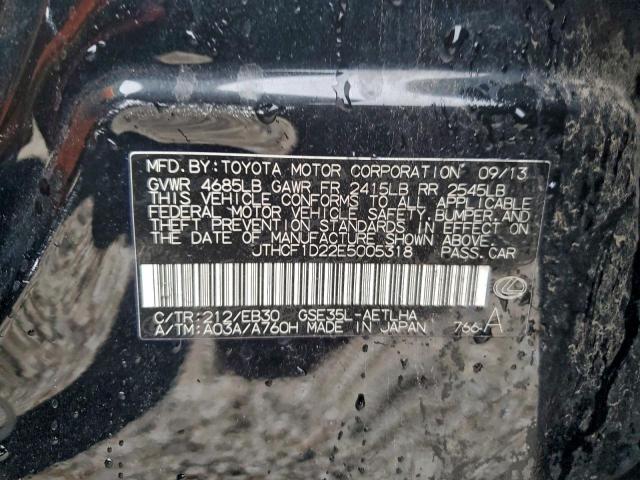 MFD. BY: TOYOTA MOTOR CORPORATION 09/13
GVWR 4685LB GAWR FR 2415LB RR 2545LB
THIS VEHICLE CONFORMS TO ALL APPLICABLE
FEDERAL MOTOR VEHICLE SAFETY, BUMPER, AND
THEFT PREVENTION STANDARDS IN EFFECT ON
THE DATE OF MANUFACTURE SHOWN ABOVE.
JTHCF1D22E5005318 PASS. CAR
C/TR: 212/EB30 GSE35L-AETLHA
A/TM: A03A/A760H MADE IN JAPAN 766-A